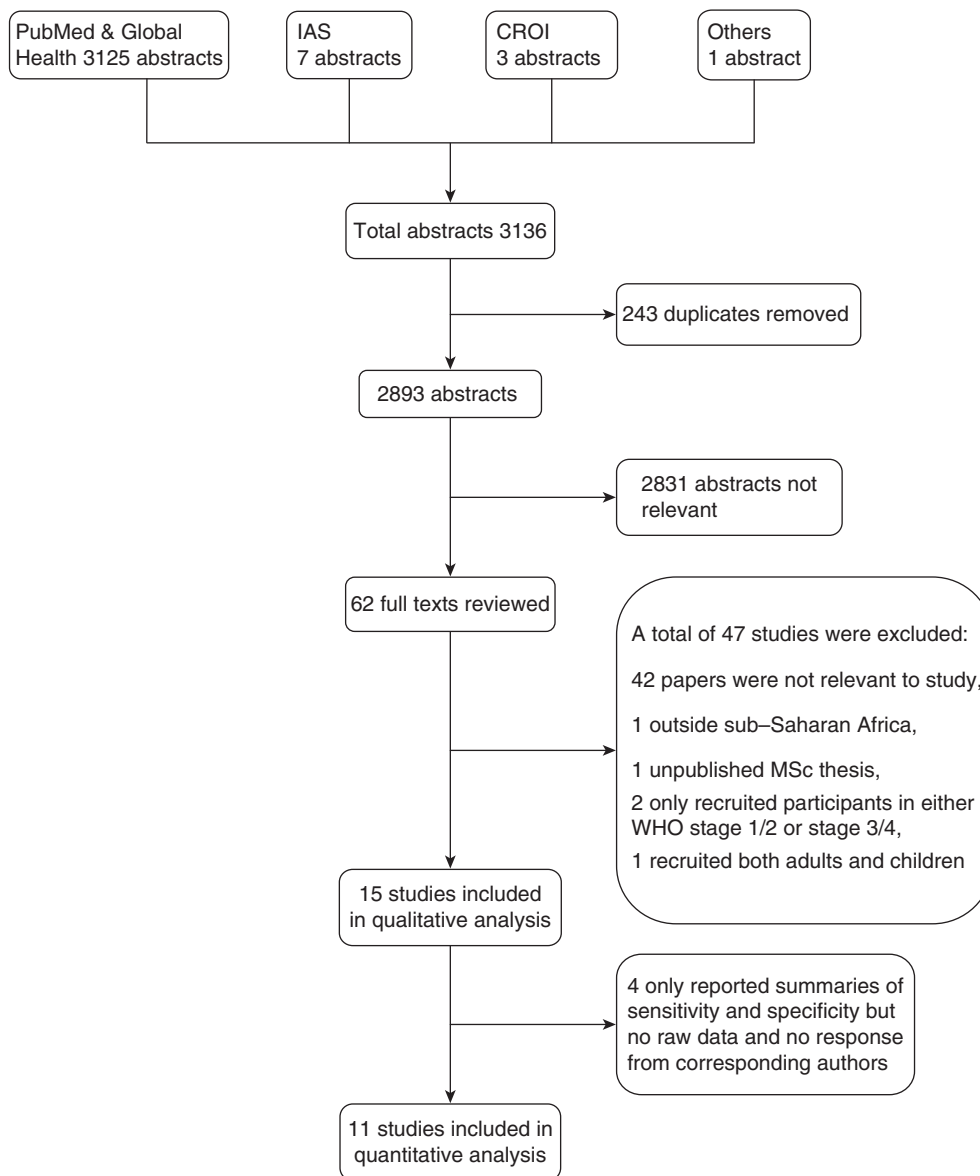 PubMed & Global
Health 3125 abstracts
IAS
7 abstracts
CROI
3 abstracts
Others
1 abstract
Total abstracts 3136
243 duplicates removed
2893 abstracts
2831 abstracts not
relevant
62 full texts reviewed
A total of 47 studies were excluded:
42 papers were not relevant to study,
1 outside sub–Saharan Africa,
1 unpublished MSc thesis,
2 only recruited participants in either
WHO stage 1/2 or stage 3/4,
1 recruited both adults and children
15 studies included
in qualitative analysis
4 only reported summaries of
sensitivity and specificity but
no raw data and no response
from corresponding authors
11 studies included in
quantitative analysis